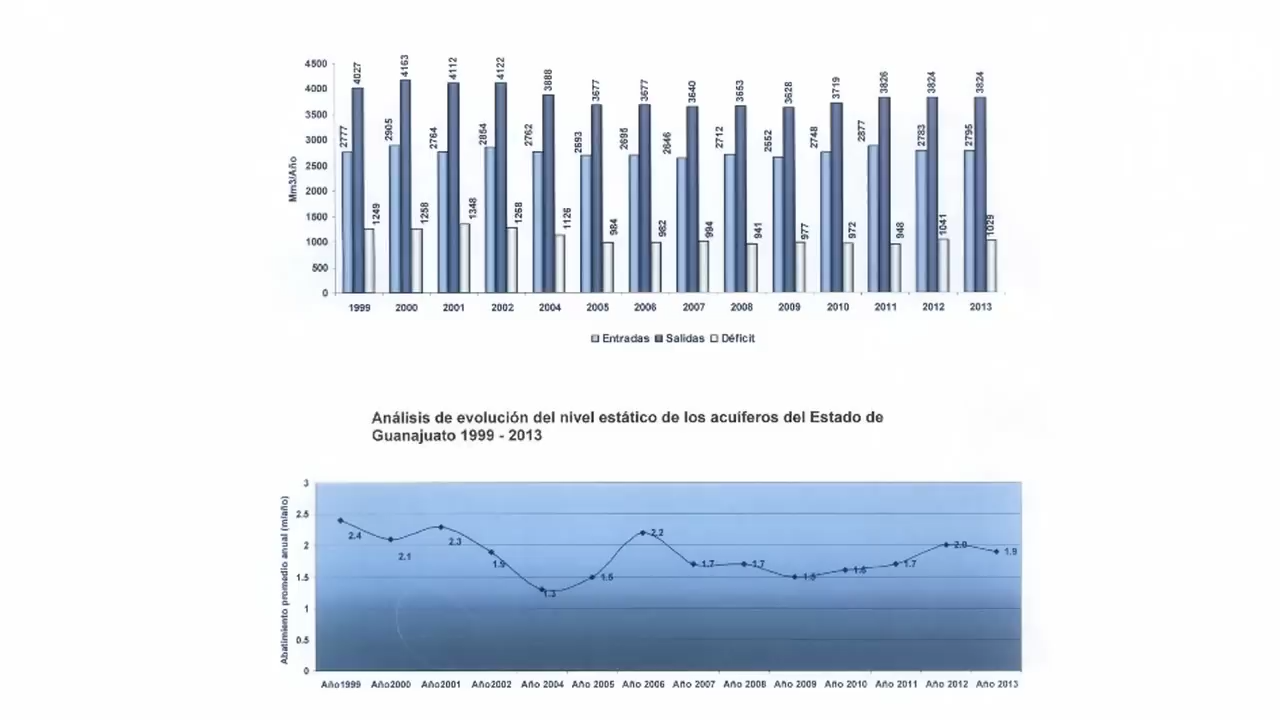 4500
4000
3500
3000
2500
2000
1500
1000
500
0
Mm3/Año
2777 4027 1249
2905 4163 1258
2764 4112 1348
2854 4122 1268
2762 3888 1126
2693 3677 984
2695 3677 982
2646 3640 994
2712 3653 941
2652 3628 977
2748 3719 972
2877 3826 948
2783 3824 1041
2795 3824 1029
1999 2000 2001 2002 2004 2005 2006 2007 2008 2009 2010 2011 2012 2013
Entradas Salidas Déficit
Análisis de evolución del nivel estático de los acuíferos del Estado de
Guanajuato 1999 - 2013
Abatimiento promedio anual (m/año)
3
2.5
2
1.5
1
0.5
0
2.4 2.1 2.3 1.9 1.3 1.5 2.2 1.7 1.7 1.5 1.6 1.7 2.0 1.9
Año1999 Año2000 Año2001 Año2002 Año 2004 Año 2005 Año 2006 Año 2007 Año 2008 Año 2009 Año 2010 Año 2011 Año 2012 Año 2013